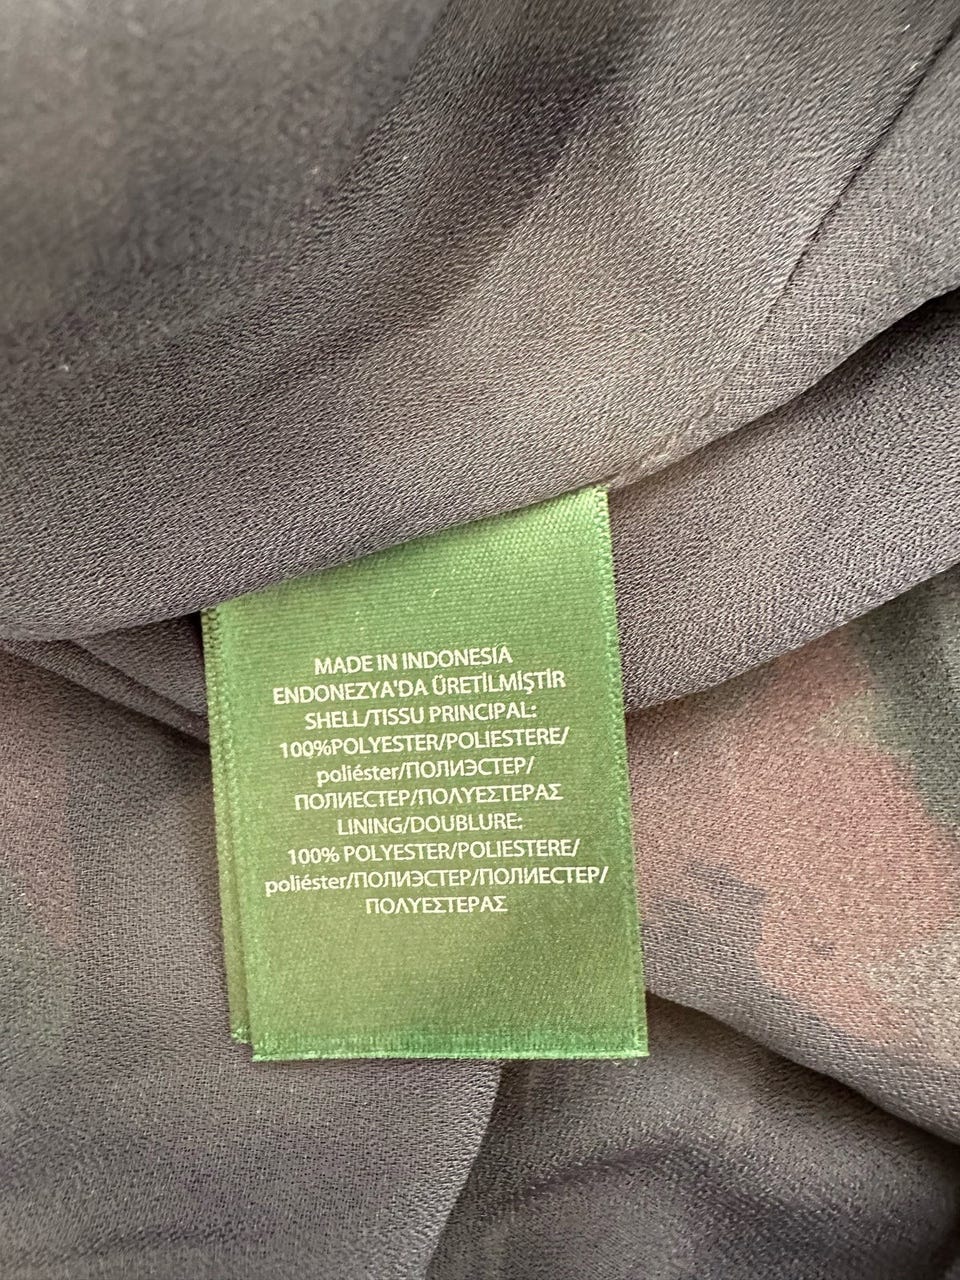 MADE IN INDONESIA
ENDONEZYA'DA ÜRETİLMİŞTİR
SHELL/TISSU PRINCIPAL:
100%POLYESTER/POLIESTERE/
poliéster/ПОЛИЭСТЕР/
ПОЛИЕСТЕР/ΠΟΛΥΕΣΤΕΡΑΣ
LINING/DOUBLURE:
100% POLYESTER/POLIESTERE/
poliéster/ПОЛИЭСТЕР/ПОЛИЕСТЕР/
ΠΟΛΥΕΣΤΕΡΑΣ